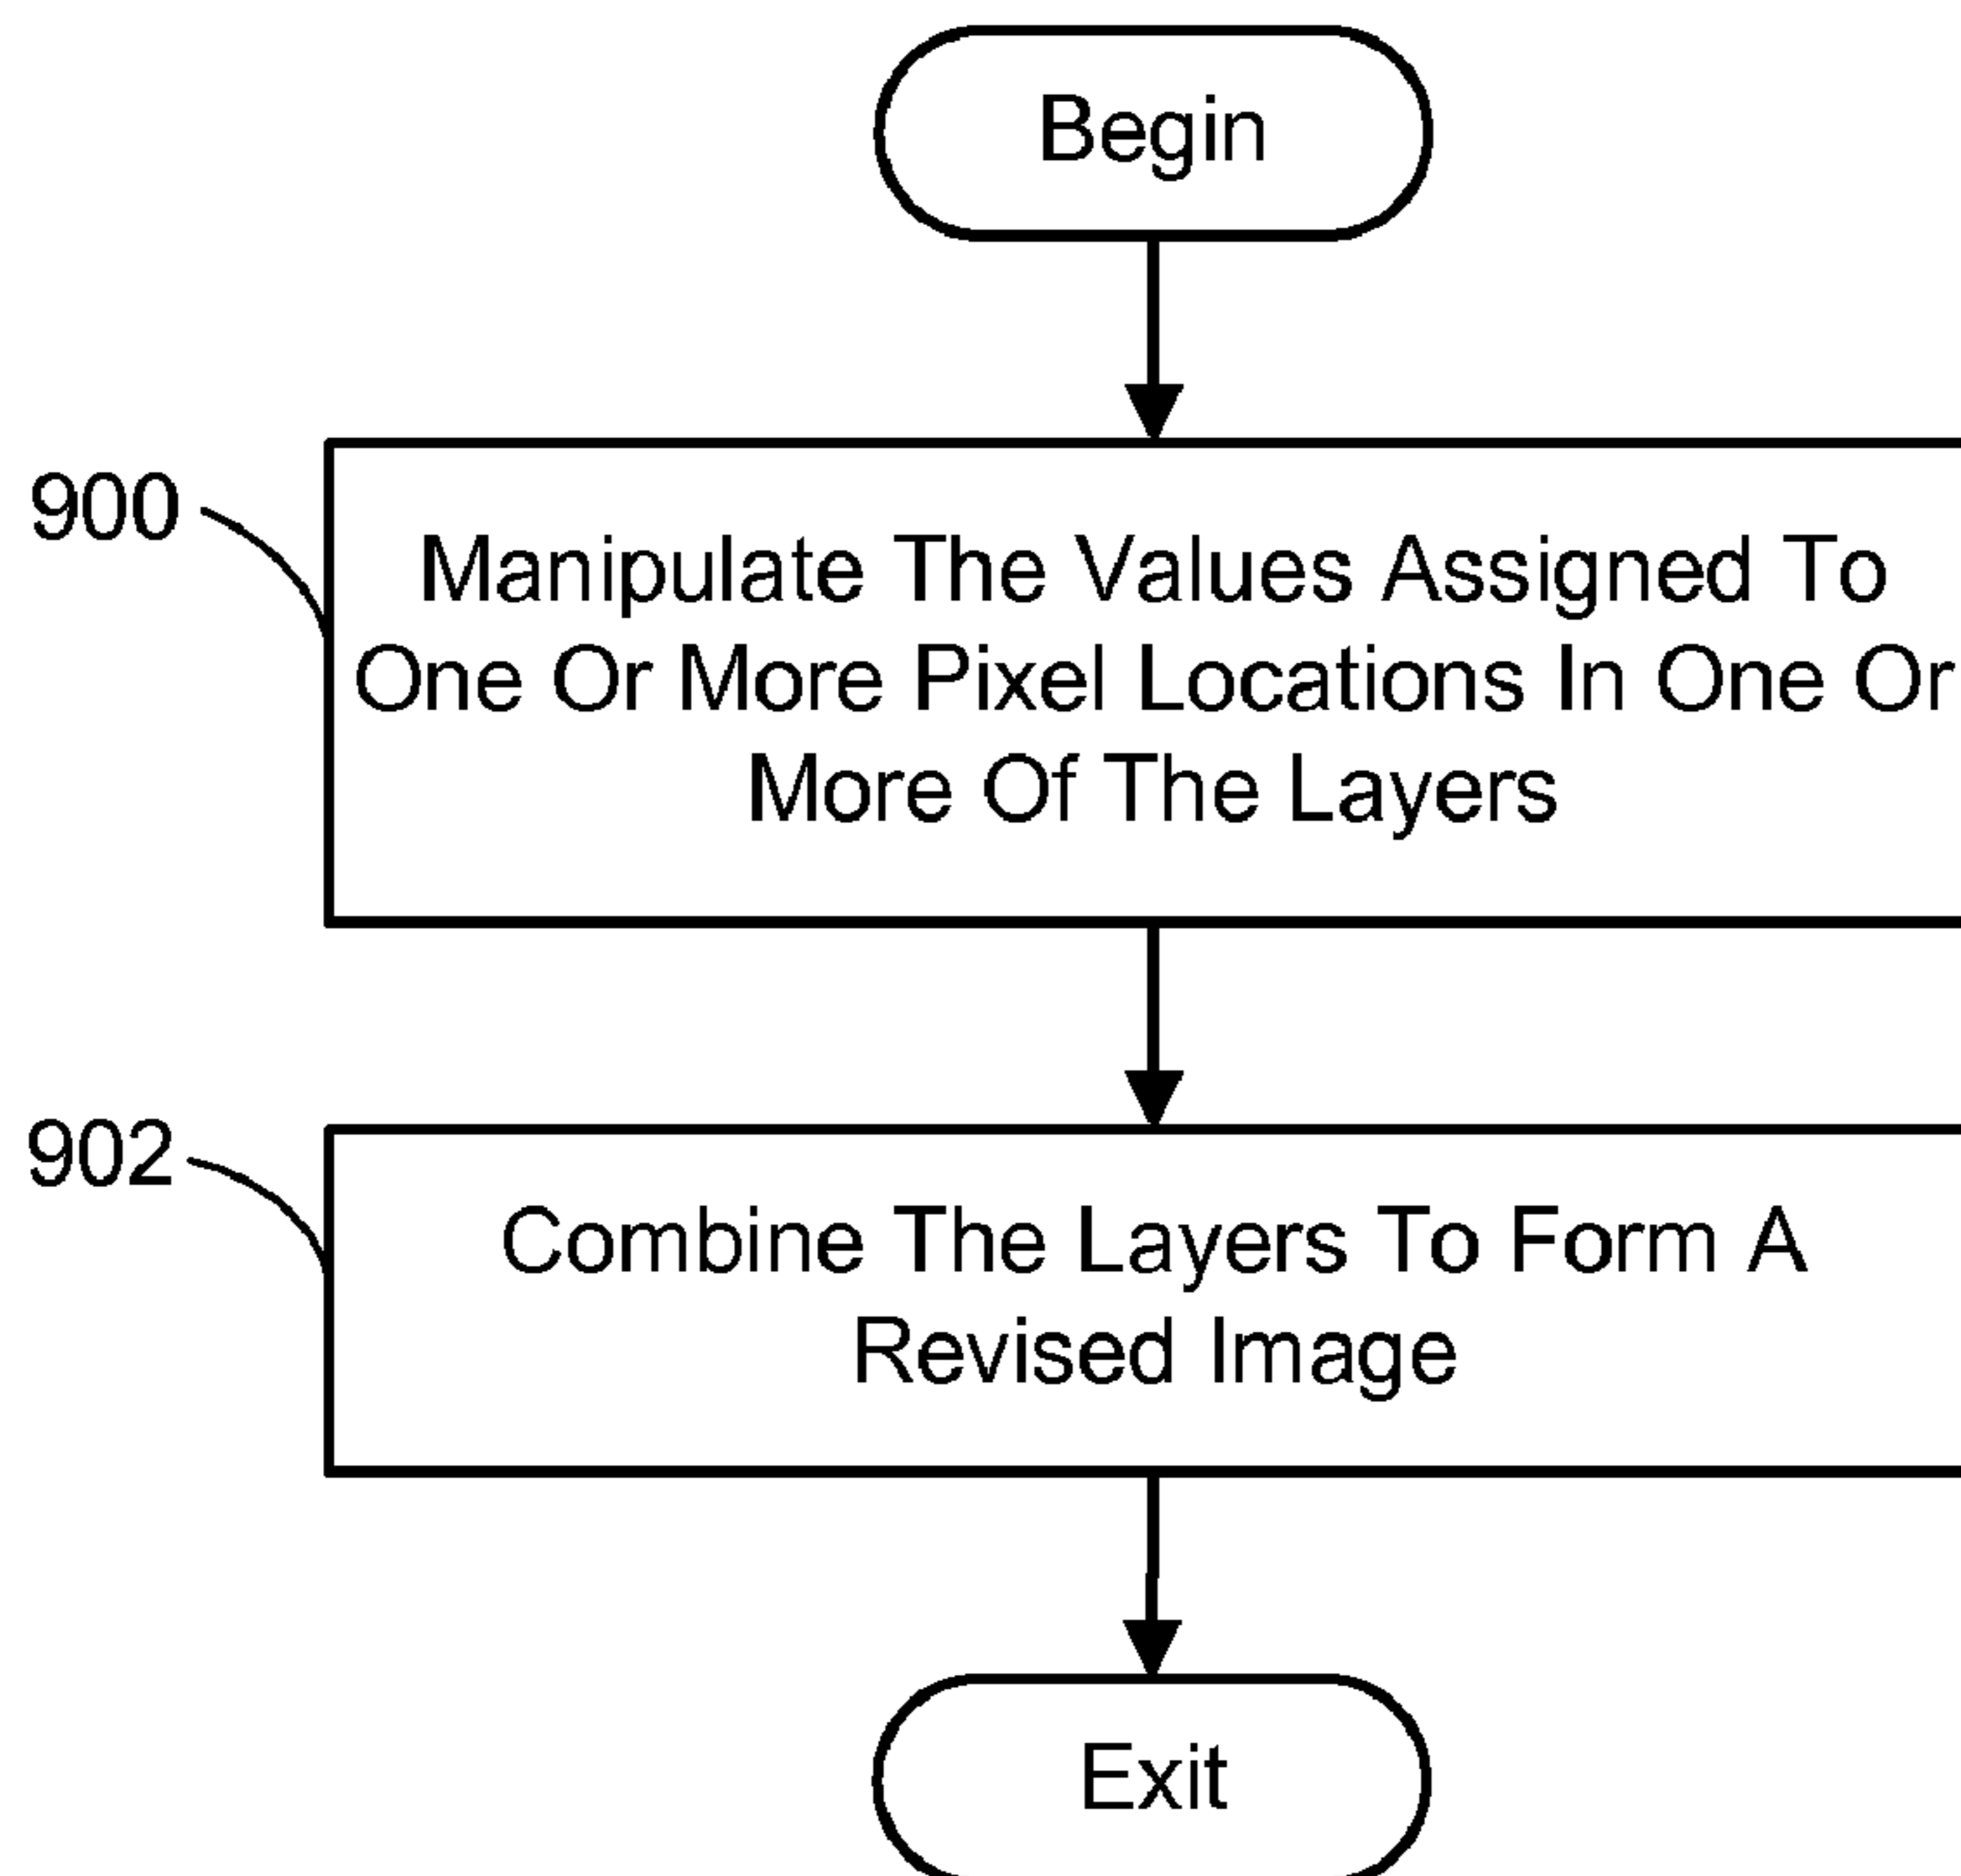 Begin
900
Manipulate The Values Assigned To
One Or More Pixel Locations In One Or
More Of The Layers
902
Combine The Layers To Form A
Revised Image
Exit